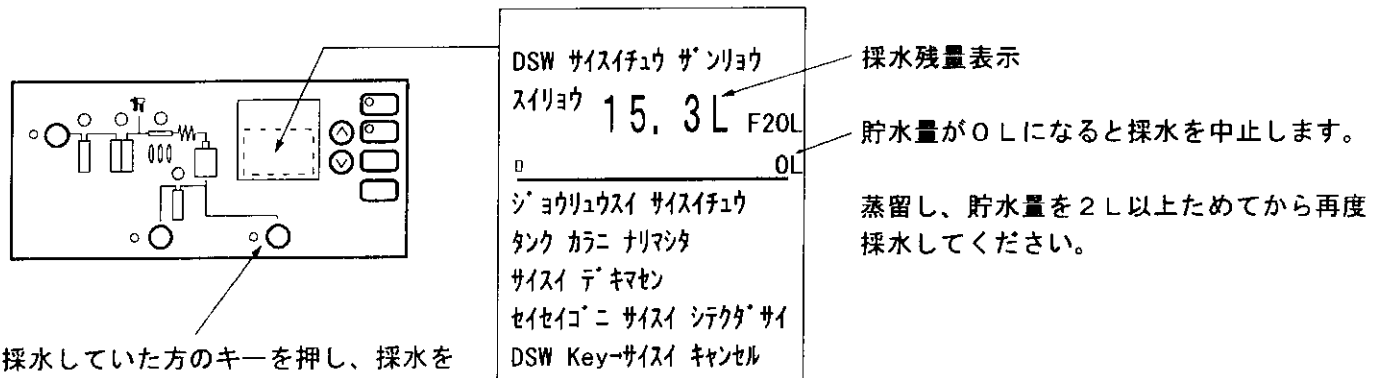 DSW サイスイチュウ ザンリョウ
スイリョウ 15.3L F20L
0L
ジョウリュウスイ サイスイチュウ
タンク カラニ ナリマシタ
サイスイ デキマセン
セイセイゴニ サイスイ シテクダサイ
DSW Key→サイスイ キャンセル
採水残量表示
貯水量が０Ｌになると採水を中止します。
蒸留し、貯水量を２Ｌ以上ためてから再度
採水してください。
採水していた方のキーを押し、採水を